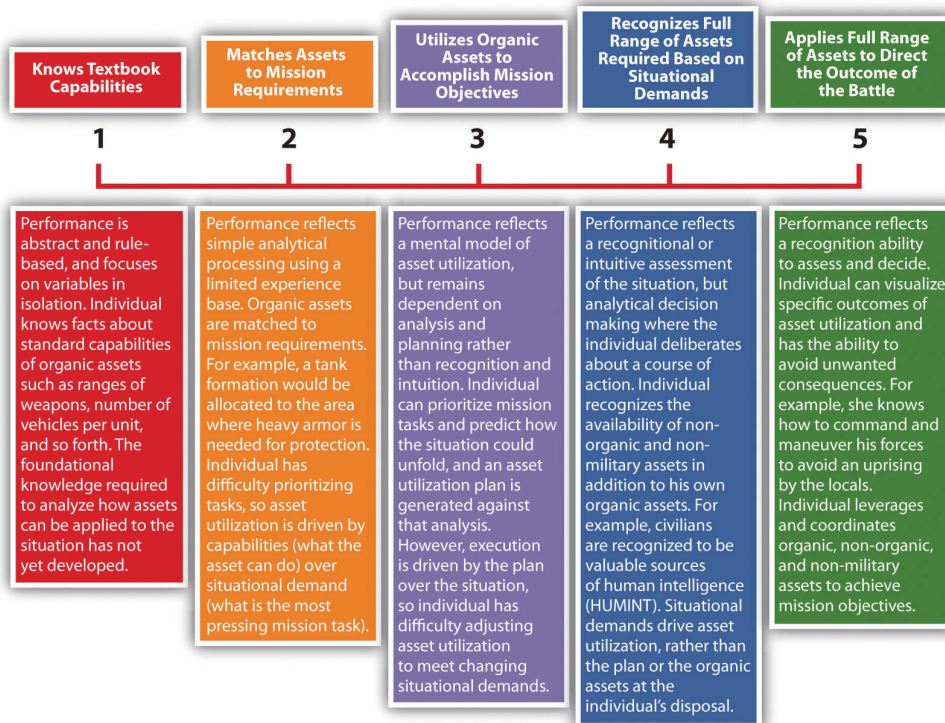 Knows Textbook
Capabilities
Matches Assets
to Mission
Requirements
Utilizes Organic
Assets to
Accomplish Mission
Objectives
Recognizes Full
Range of Assets
Required Based on
Situational
Demands
Applies Full Range
of Assets to Direct
the Outcome of
the Battle
1
2
3
4
5
Performance is
abstract and rule-
based, and focuses
on variables in
isolation. Individual
knows facts about
standard capabilities
of organic assets
such as ranges of
weapons, number of
vehicles per unit,
and so forth. The
foundational
knowledge required
to analyze how assets
can be applied to the
situation has not
yet developed.
Performance reflects
simple analytical
processing using a
limited experience
base. Organic assets
are matched to
mission requirements.
For example, a tank
formation would be
allocated to the area
where heavy armor is
needed for protection.
Individual has
difficulty prioritizing
tasks, so asset
utilization is driven by
capabilities (what the
asset can do) over
situational demand
(what is the most
pressing mission task).
Performance reflects
a mental model of
asset utilization,
but remains
dependent on
analysis and
planning rather
than recognition and
intuition. Individual
can prioritize mission
tasks and predict how
the situation could
unfold, and an asset
utilization plan is
generated against
that analysis.
However, execution
is driven by the plan
over the situation,
so individual has
difficulty adjusting
asset utilization
to meet changing
situational demands.
Performance reflects
a recognitional or
intuitive assessment
of the situation, but
analytical decision
making where the
individual deliberates
about a course of
action. Individual
recognizes the
availability of non-
organic and non-
military assets in
addition to his own
organic assets. For
example, civilians
are recognized to be
valuable sources
of human intelligence
(HUMINT). Situational
demands drive asset
utilization, rather than
the plan or the organic
assets at the
individual's disposal.
Performance reflects
a recognition ability
to assess and decide.
Individual can visualize
specific outcomes of
asset utilization and
has the ability to
avoid unwanted
consequences. For
example, she knows
how to command and
maneuver his forces
to avoid an uprising
by the locals.
Individual leverages
and coordinates
organic, non-organic,
and non-military
assets to achieve
mission objectives.